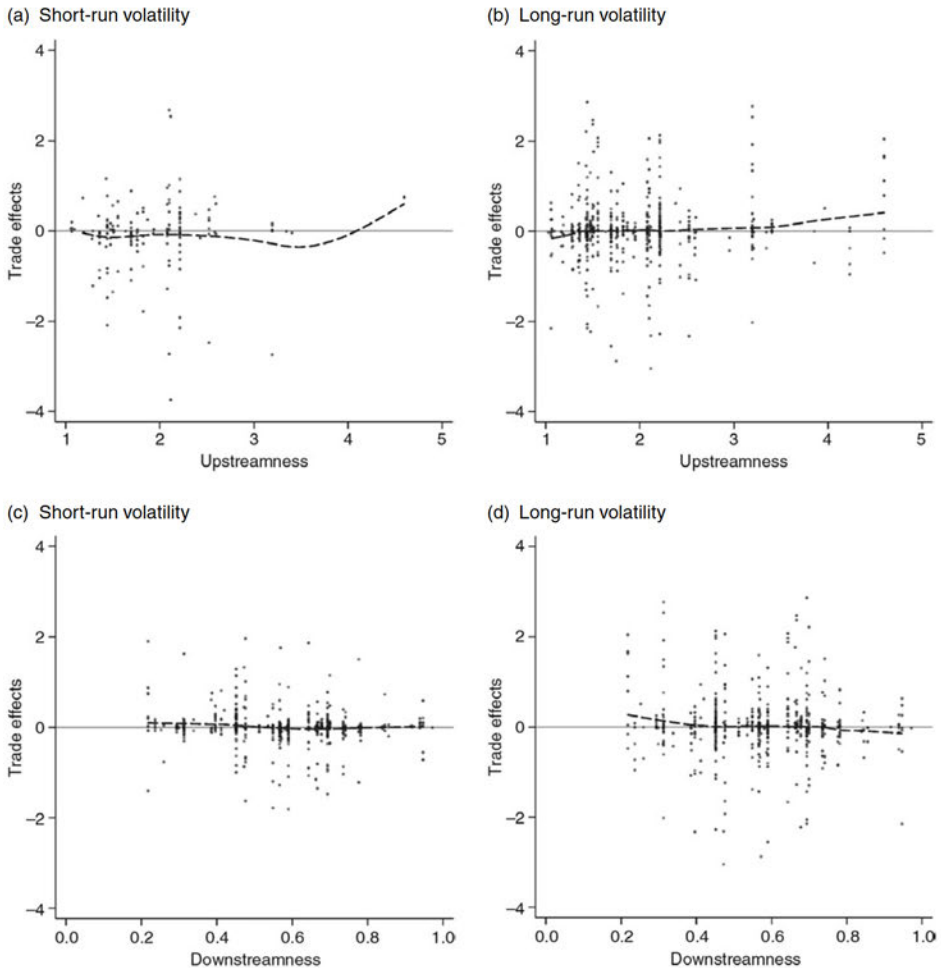 (a) Short-run volatility
4
2
0
−2
−4
Trade effects
1 2 3 4 5
Upstreamness
(b) Long-run volatility
4
2
0
−2
−4
Trade effects
1 2 3 4 5
Upstreamness
(c) Short-run volatility
4
2
0
−2
−4
Trade effects
0.0 0.2 0.4 0.6 0.8 1.0
Downstreamness
(d) Long-run volatility
4
2
0
−2
−4
Trade effects
0.0 0.2 0.4 0.6 0.8 1.0
Downstreamness